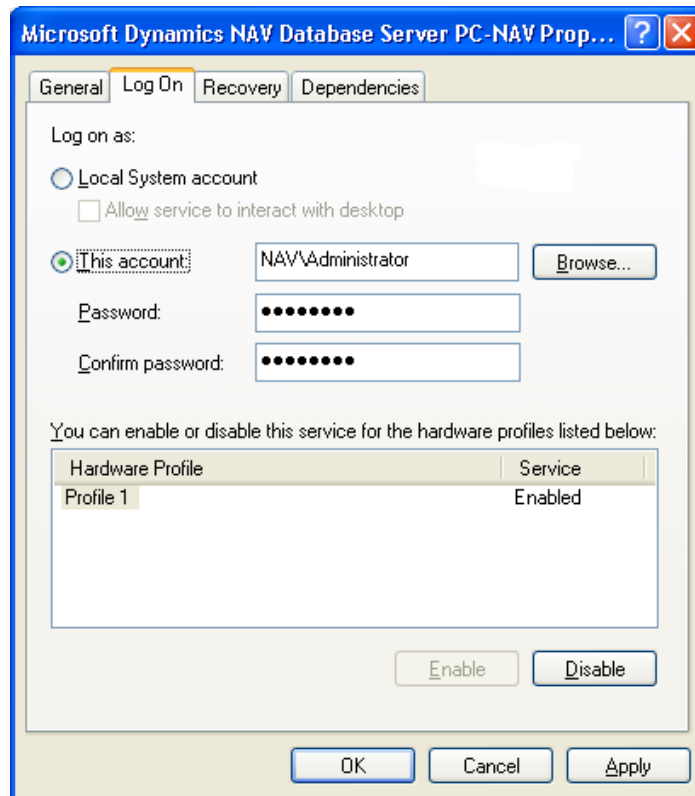 Microsoft Dynamics NAV Database Server PC-NAV Prop...
General Log On Recovery Dependencies
Log on as:
Local System account
Allow service to interact with desktop
This account: NAV\Administrator Browse...
Password: ●●●●●●●●
Confirm password: ●●●●●●●●
You can enable or disable this service for the hardware profiles listed below:
Hardware Profile Service
Profile 1 Enabled
Enable Disable
OK Cancel Apply